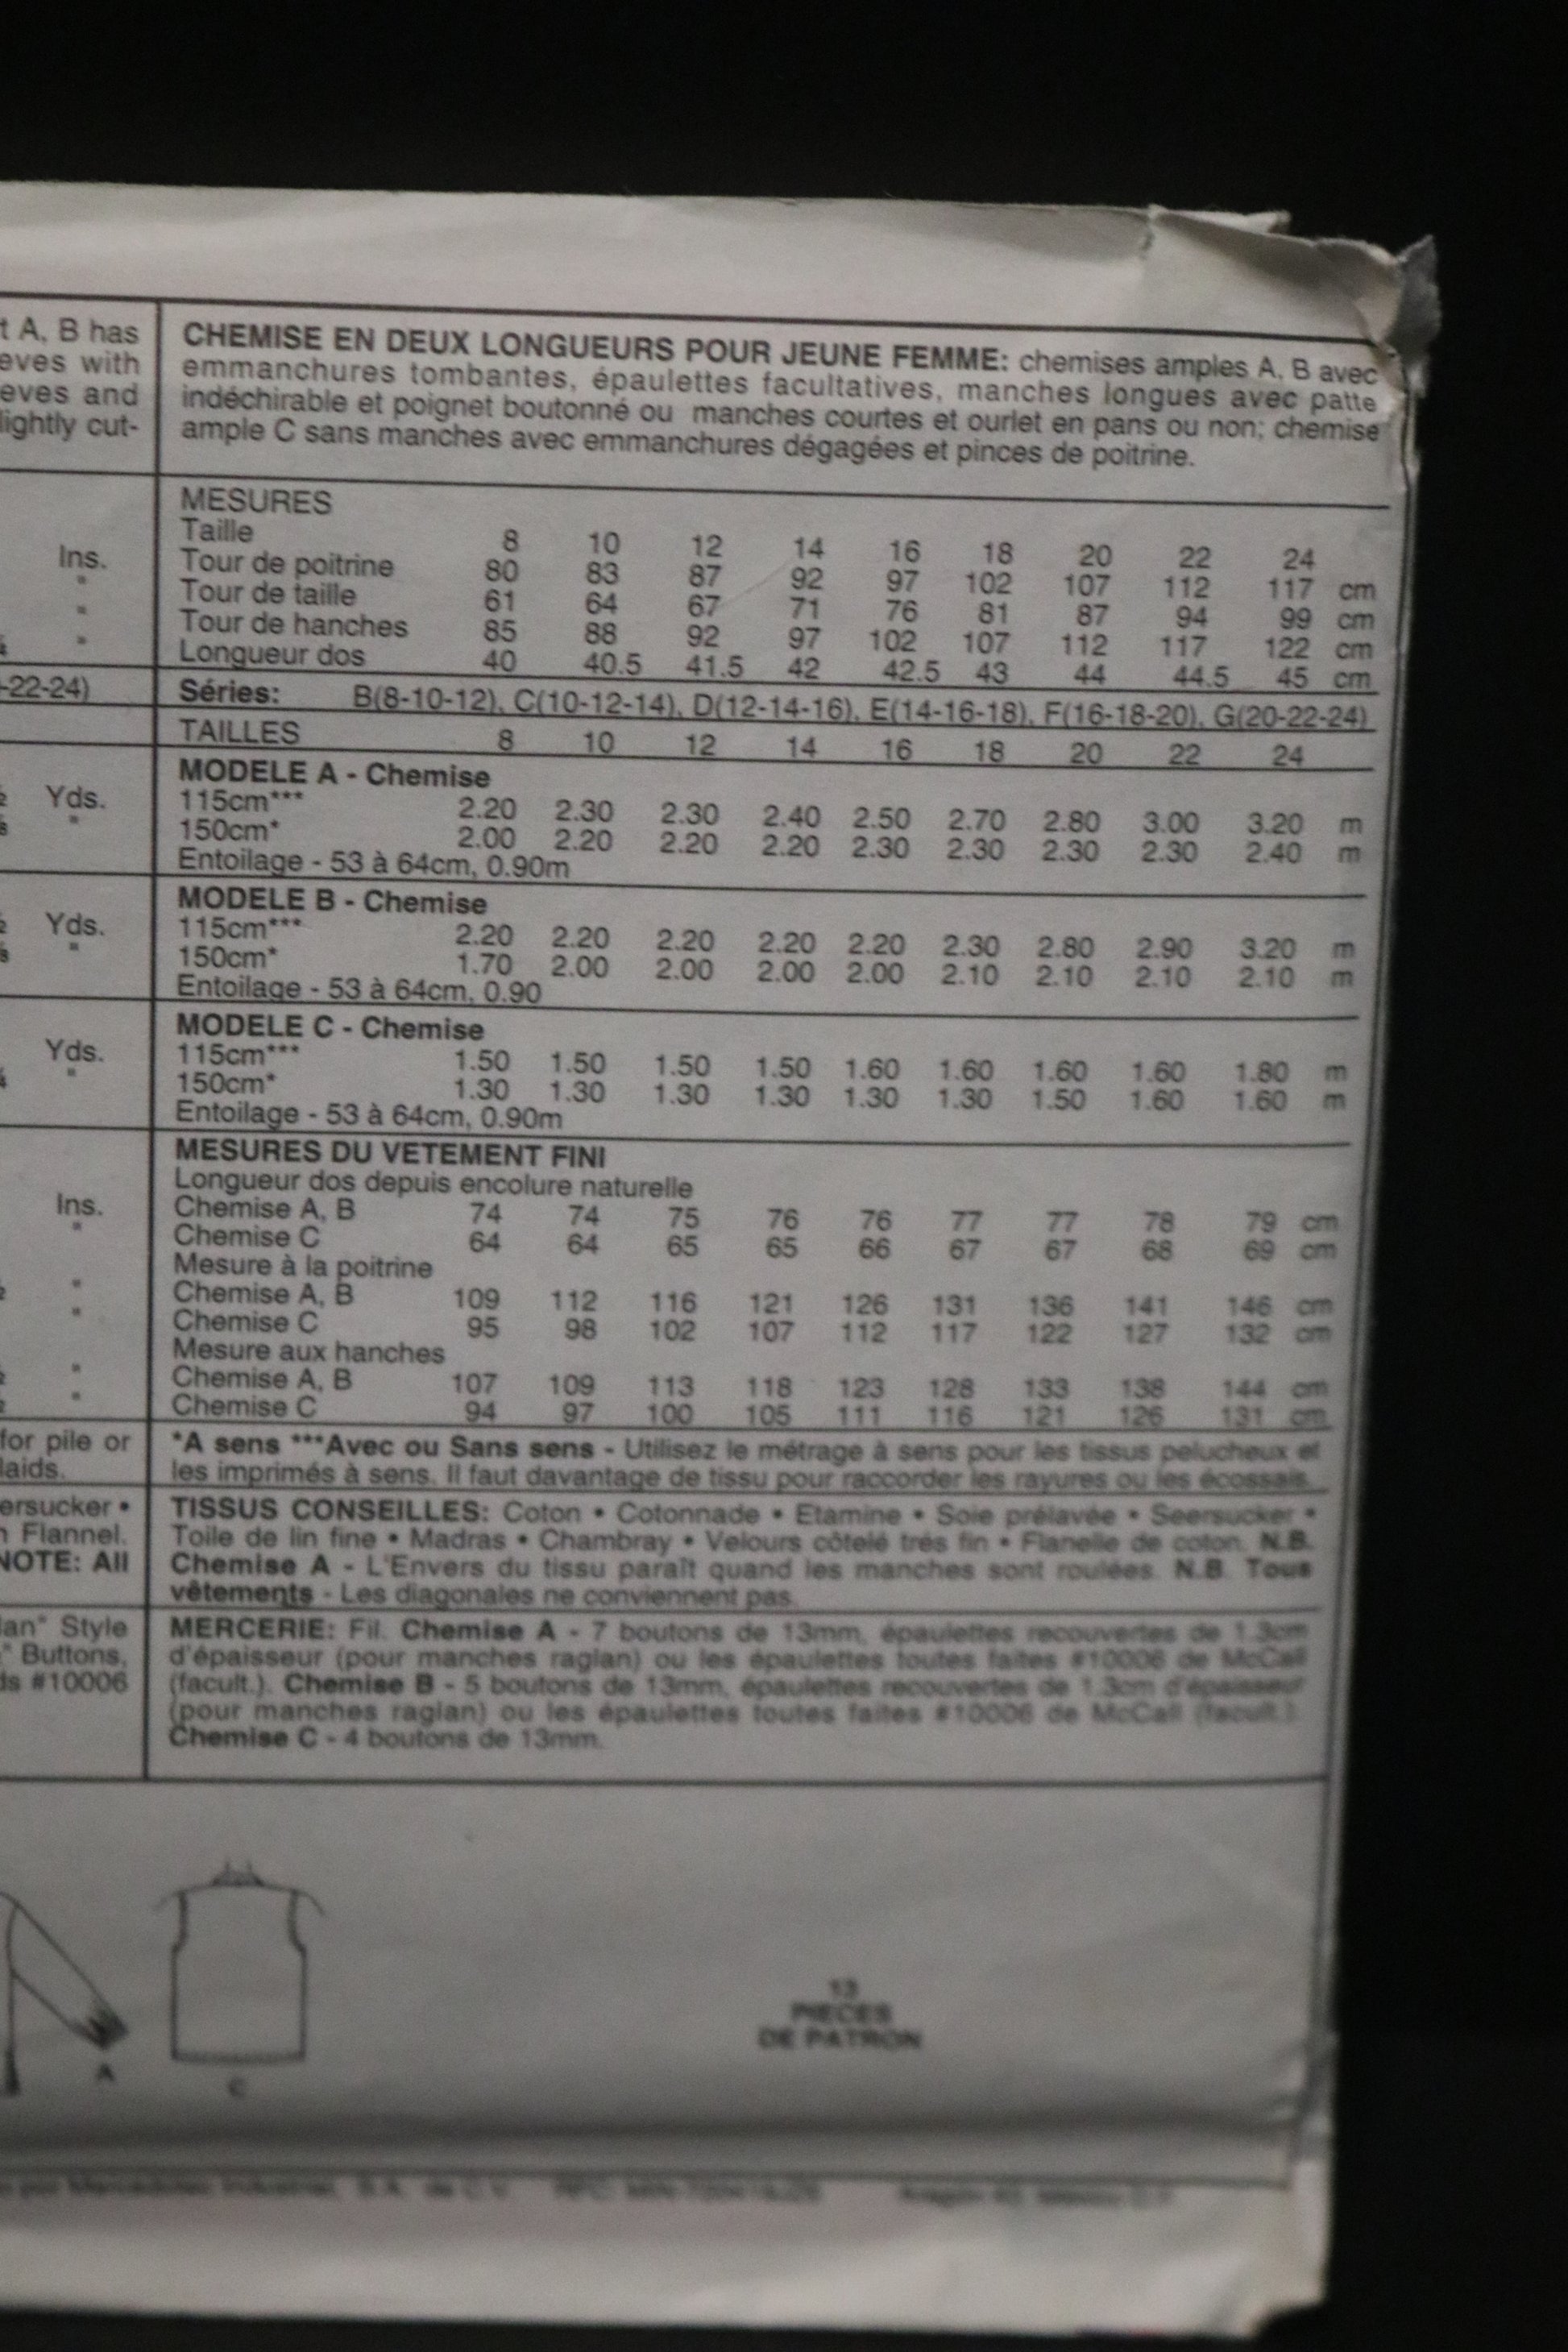 t A, B has
eves with
eves and
lightly cut-
Ins.
"
"
"
-22-24)
Yds.
"
Yds.
"
Yds.
"
Ins.
"
"
"
"
"
for pile or
laids.
ersucker •
n Flannel.
NOTE: All
lan" Style
" Buttons,
ds #10006
CHEMISE EN DEUX LONGUEURS POUR JEUNE FEMME: chemises amples A, B avec
emmanchures tombantes, épaulettes facultatives, manches longues avec patte
indéchirable et poignet boutonné ou manches courtes et ourlet en pans ou non; chemise
ample C sans manches avec emmanchures dégagées et pinces de poitrine.
MESURES
Taille 8 10 12 14 16 18 20 22 24
Tour de poitrine 80 83 87 92 97 102 107 112 117 cm
Tour de taille 61 64 67 71 76 81 87 94 99 cm
Tour de hanches 85 88 92 97 102 107 112 117 122 cm
Longueur dos 40 40.5 41.5 42 42.5 43 44 44.5 45 cm
Séries: B(8-10-12), C(10-12-14), D(12-14-16), E(14-16-18), F(16-18-20), G(20-22-24)
TAILLES 8 10 12 14 16 18 20 22 24
MODELE A - Chemise
115cm*** 2.20 2.30 2.30 2.40 2.50 2.70 2.80 3.00 3.20 m
150cm* 2.00 2.20 2.20 2.20 2.30 2.30 2.30 2.30 2.40 m
Entoilage - 53 à 64cm, 0.90m
MODELE B - Chemise
115cm*** 2.20 2.20 2.20 2.20 2.20 2.30 2.80 2.90 3.20 m
150cm* 1.70 2.00 2.00 2.00 2.00 2.10 2.10 2.10 2.10 m
Entoilage - 53 à 64cm, 0.90
MODELE C - Chemise
115cm*** 1.50 1.50 1.50 1.50 1.60 1.60 1.60 1.60 1.80 m
150cm* 1.30 1.30 1.30 1.30 1.30 1.30 1.50 1.60 1.60 m
Entoilage - 53 à 64cm, 0.90m
MESURES DU VETEMENT FINI
Longueur dos depuis encolure naturelle
Chemise A, B 74 74 75 76 76 77 77 78 79 cm
Chemise C 64 64 65 65 66 67 67 68 69 cm
Mesure à la poitrine
Chemise A, B 109 112 116 121 126 131 136 141 146 cm
Chemise C 95 98 102 107 112 117 122 127 132 cm
Mesure aux hanches
Chemise A, B 107 109 113 118 123 128 133 138 144 cm
Chemise C 94 97 100 105 111 116 121 126 131 cm
*A sens ***Avec ou Sans sens - Utilisez le métrage à sens pour les tissus pelucheux et
les imprimés à sens. Il faut davantage de tissu pour raccorder les rayures ou les écossais.
TISSUS CONSEILLES: Coton • Cotonnade • Etamine • Soie prélavée • Seersucker •
Toile de lin fine • Madras • Chambray • Velours côtelé trés fin • Flanelle de coton. N.B.
Chemise A - L'Envers du tissu paraît quand les manches sont roulées. N.B. Tous
vêtements - Les diagonales ne conviennent pas.
MERCERIE: Fil. Chemise A - 7 boutons de 13mm, épaulettes recouvertes de 1.3cm
d'épaisseur (pour manches raglan) ou les épaulettes toutes faites #10006 de McCall
(facult.). Chemise B - 5 boutons de 13mm, épaulettes recouvertes de 1.3cm d'épaisseur
(pour manches raglan) ou les épaulettes toutes faites #10006 de McCall (facult.).
Chemise C - 4 boutons de 13mm.
A
C
13
PIECES
DE PATRON